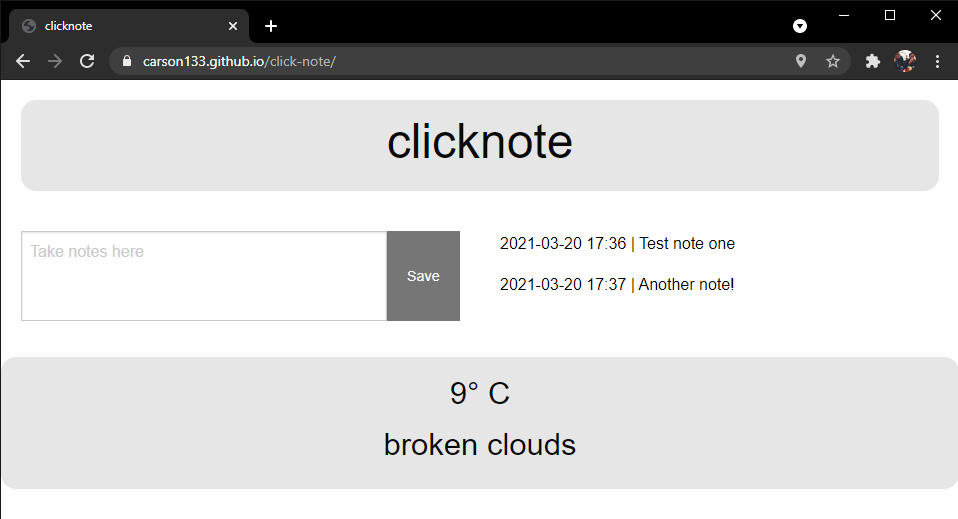 clicknote
carson133.github.io/click-note/
clicknote
Take notes here
Save
2021-03-20 17:36 | Test note one
2021-03-20 17:37 | Another note!
9° C
broken clouds